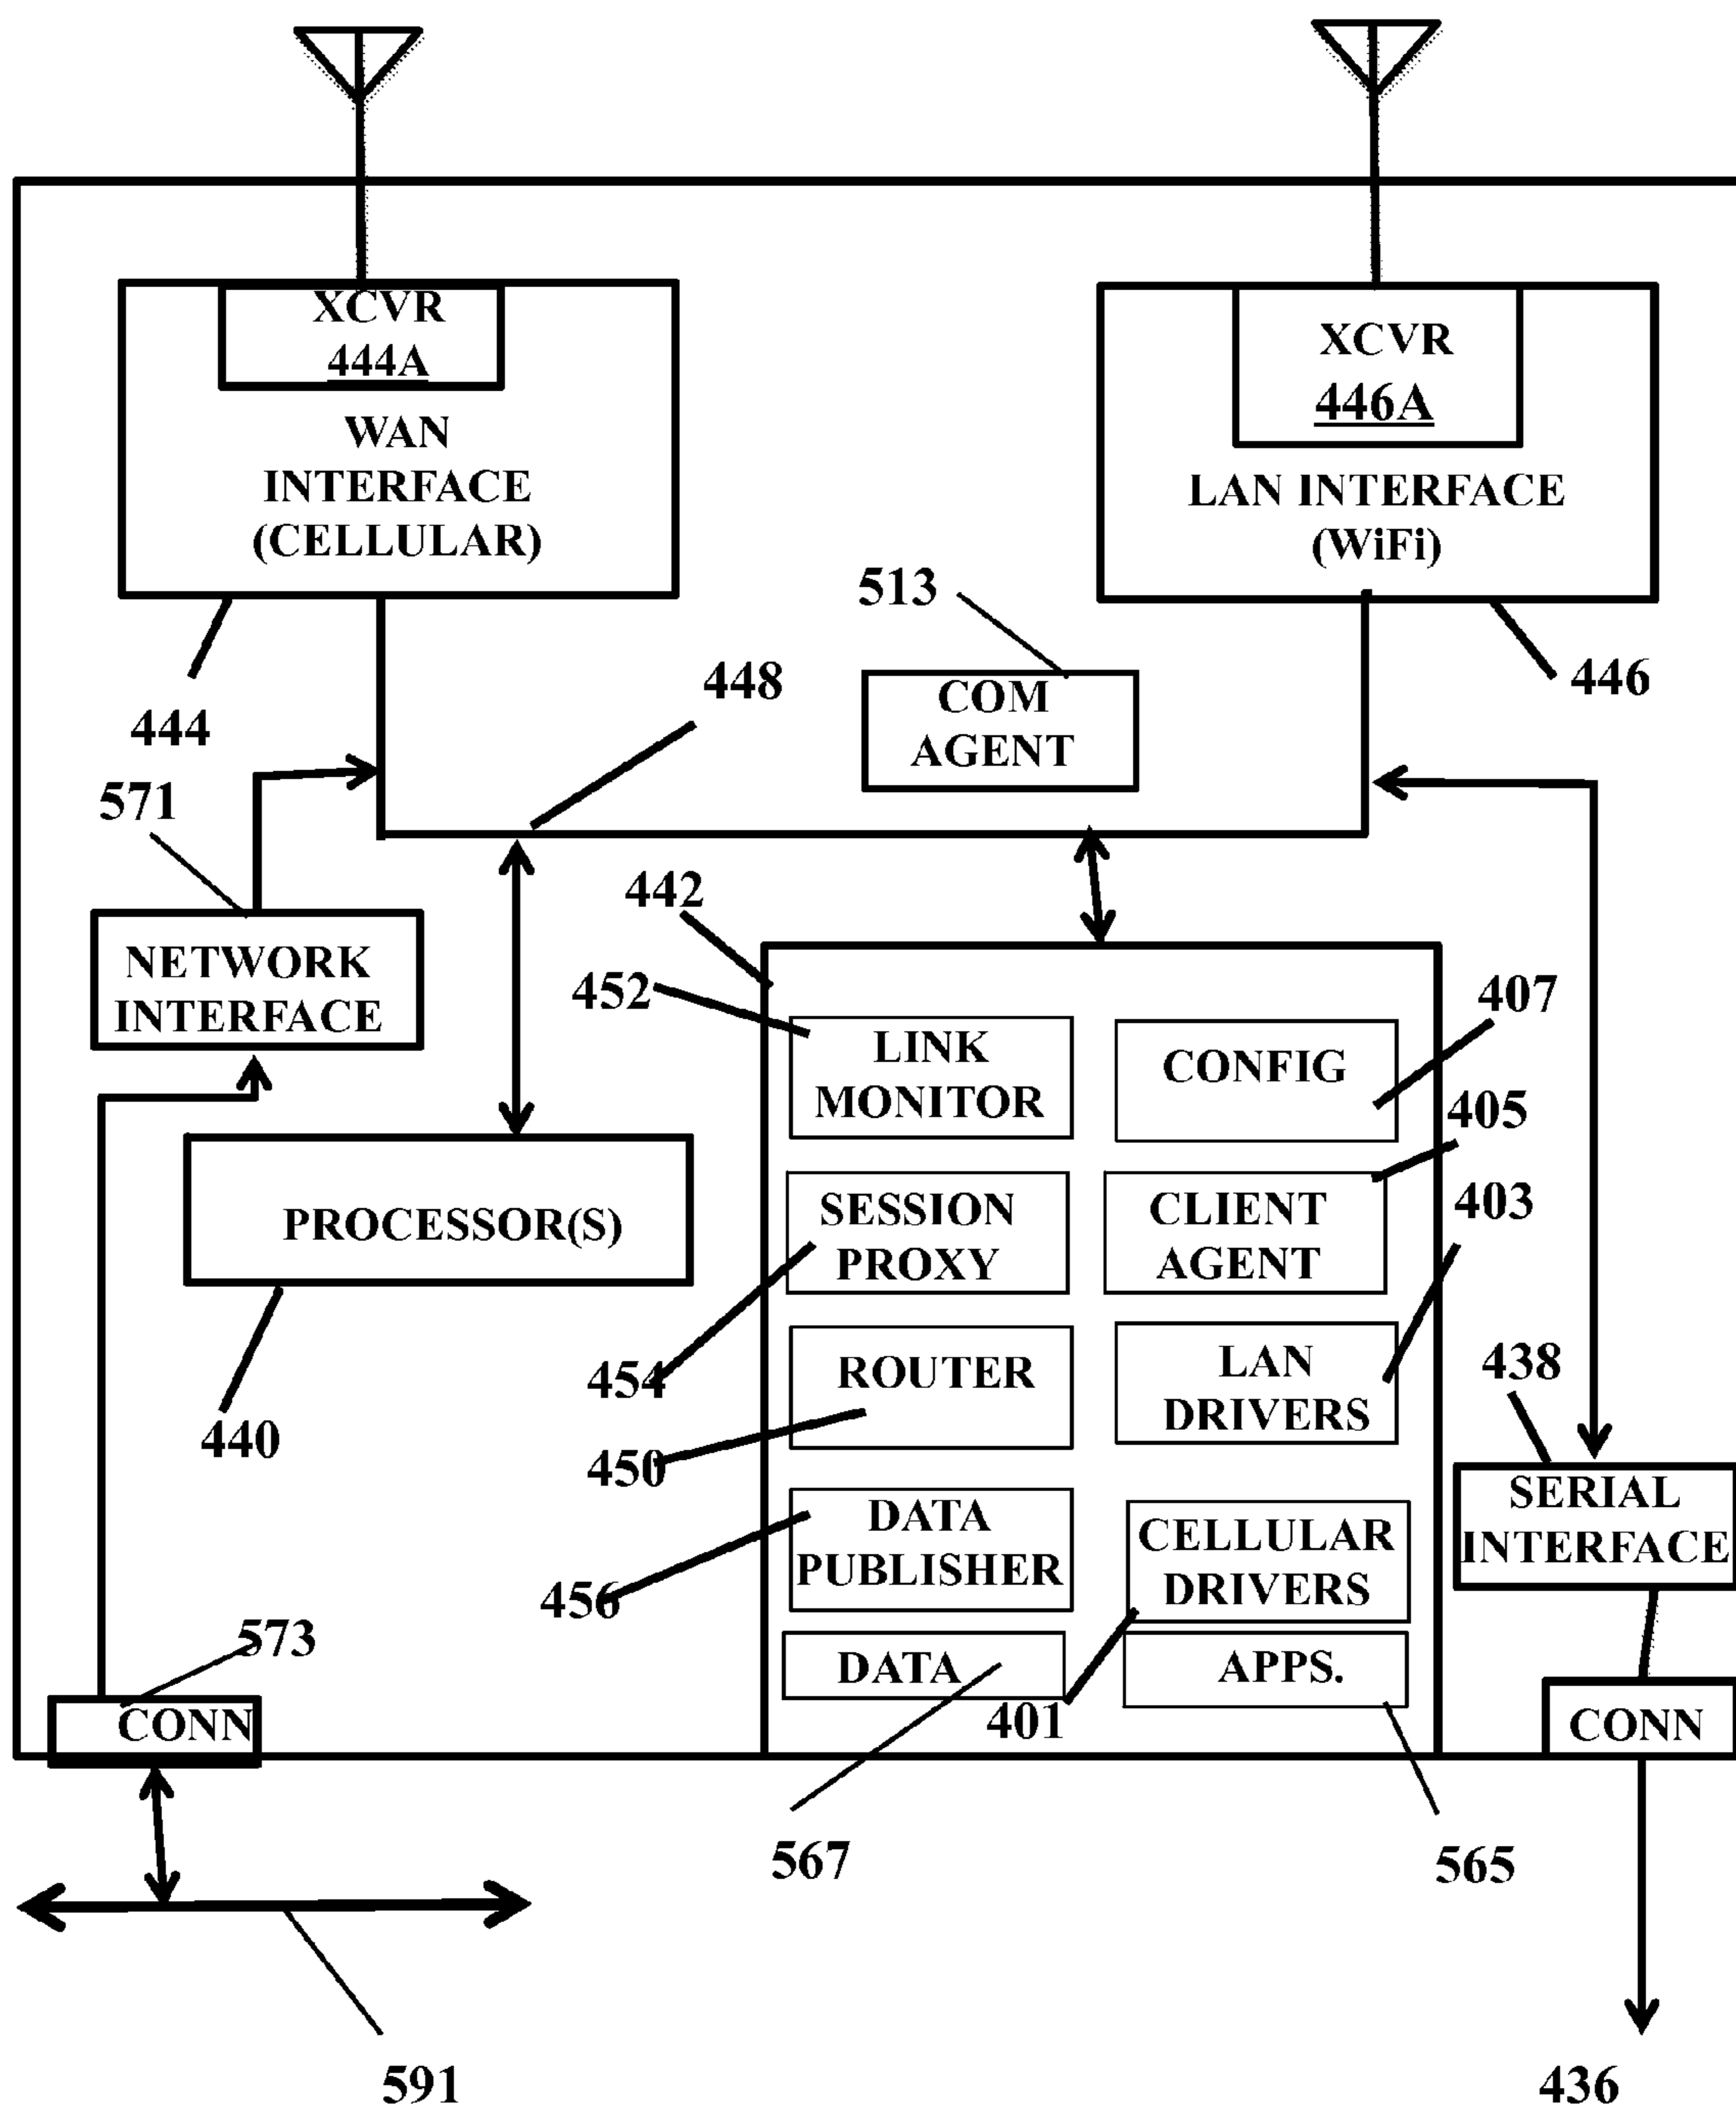 XCVR
444A
WAN
INTERFACE
(CELLULAR)
XCVR
446A
LAN INTERFACE
(WiFi)
513
COM
AGENT
448
446
444
571
NETWORK
INTERFACE
442
452
LINK
MONITOR
CONFIG
407
405
SESSION
PROXY
CLIENT
AGENT
403
PROCESSOR(S)
454
ROUTER
LAN
DRIVERS
438
440
450
SERIAL
INTERFACE
DATA
PUBLISHER
CELLULAR
DRIVERS
456
573
DATA
401
APPS.
CONN
CONN
567
565
591
436